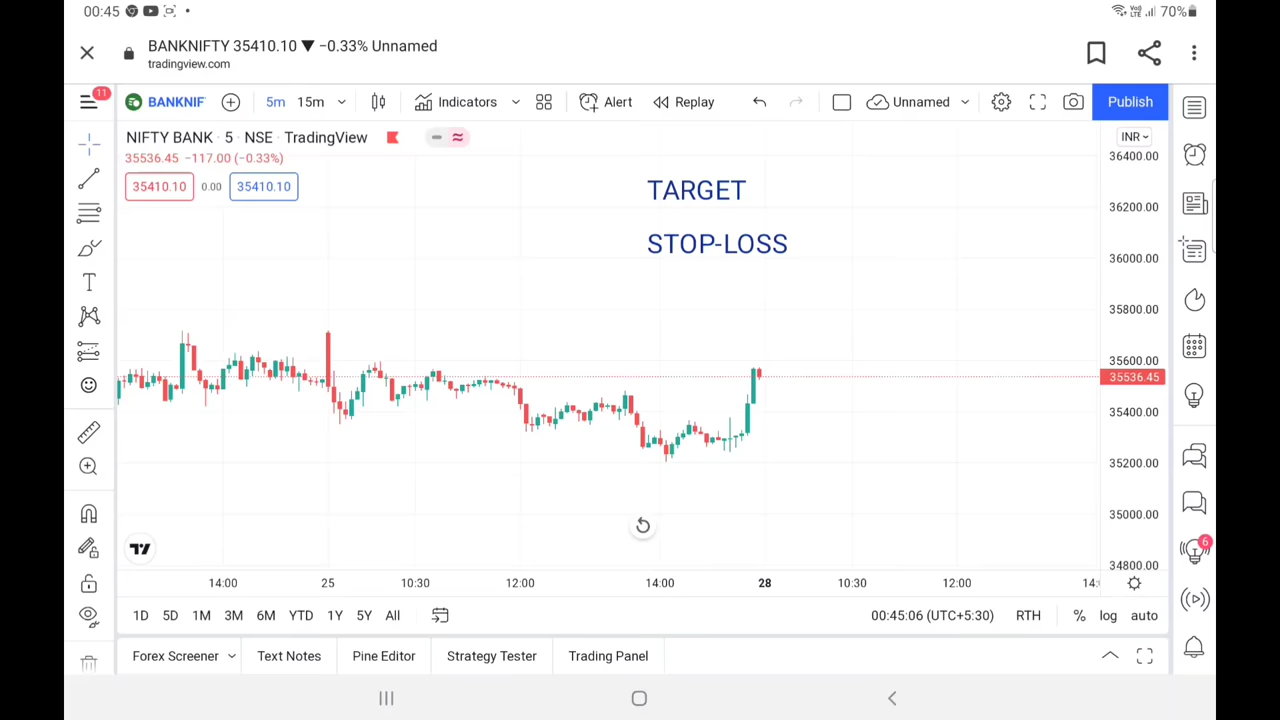 00:45 70%
BANKNIFTY 35410.10 ▼ −0.33% Unnamed
tradingview.com
11 BANKNIF 5m 15m Indicators Alert Replay Unnamed Publish
NIFTY BANK · 5 · NSE · TradingView
INR
35536.45 −117.00 (−0.33%)
35410.10 0.00 35410.10
TARGET
STOP-LOSS
36400.00
36200.00
36000.00
35800.00
35600.00
35536.45
35400.00
35200.00
35000.00
34800.00
6
14:00 25 10:30 12:00 14:00 28 10:30 12:00 14:
1D 5D 1M 3M 6M YTD 1Y 5Y All 00:45:06 (UTC+5:30) RTH % log auto
Forex Screener Text Notes Pine Editor Strategy Tester Trading Panel